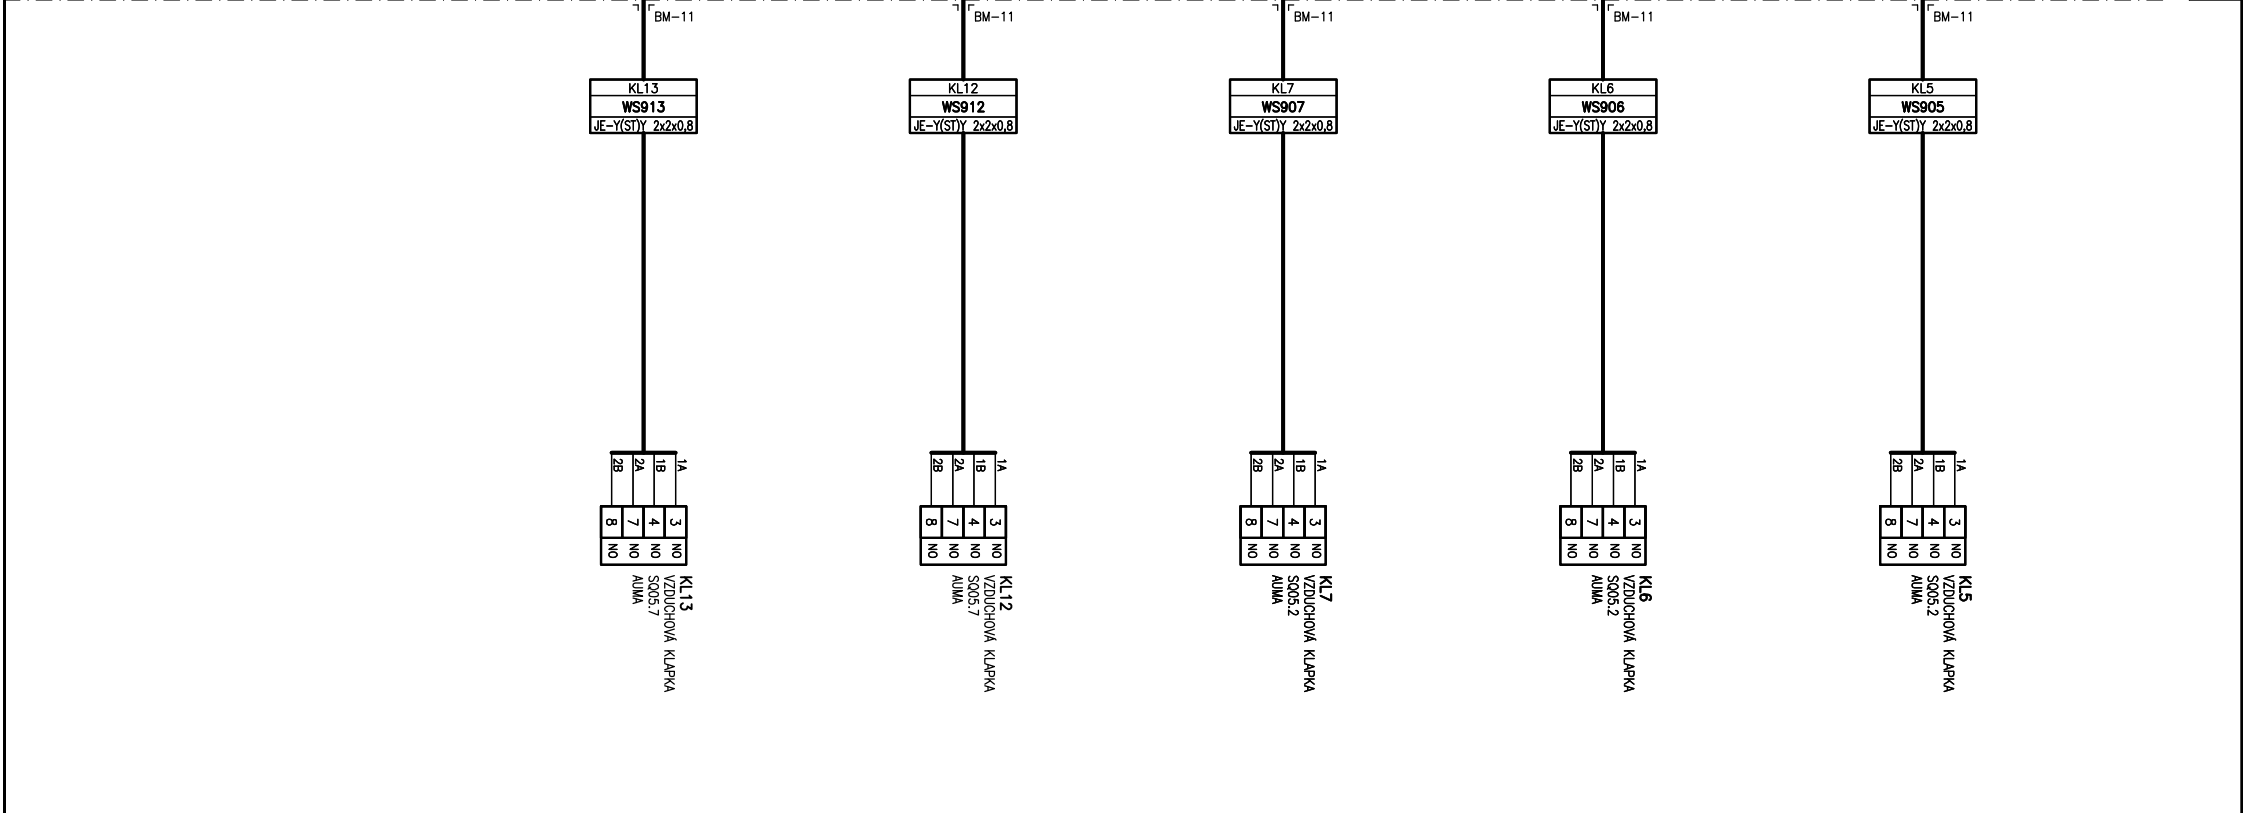 BM-11
BM-11
BM-11
BM-11
BM-11
KL13
WS913
JE-Y(ST)Y 2x2x0,8
KL12
WS912
JE-Y(ST)Y 2x2x0,8
KL7
WS907
JE-Y(ST)Y 2x2x0,8
KL6
WS906
JE-Y(ST)Y 2x2x0,8
KL5
WS905
JE-Y(ST)Y 2x2x0,8
2B 2A 1B 1A
8 7 4 3
NO NO NO NO
KL13
VZDUCHOVÁ KLAPKA
SQ05.7
AUMA
2B 2A 1B 1A
8 7 4 3
NO NO NO NO
KL12
VZDUCHOVÁ KLAPKA
SQ05.7
AUMA
2B 2A 1B 1A
8 7 4 3
NO NO NO NO
KL7
VZDUCHOVÁ KLAPKA
SQ05.2
AUMA
2B 2A 1B 1A
8 7 4 3
NO NO NO NO
KL6
VZDUCHOVÁ KLAPKA
SQ05.2
AUMA
2B 2A 1B 1A
8 7 4 3
NO NO NO NO
KL5
VZDUCHOVÁ KLAPKA
SQ05.2
AUMA